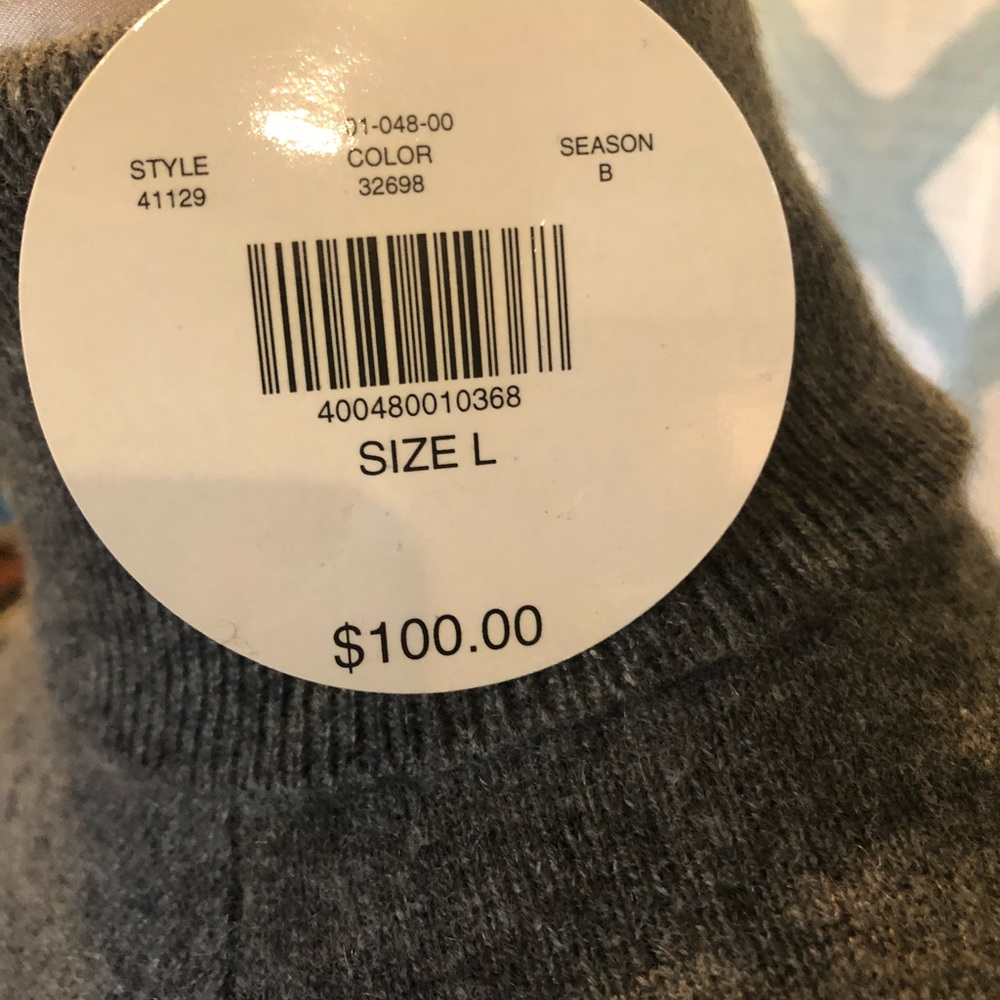 01-048-00
STYLE COLOR SEASON
41129 32698 B
400480010368
SIZE L
$100.00